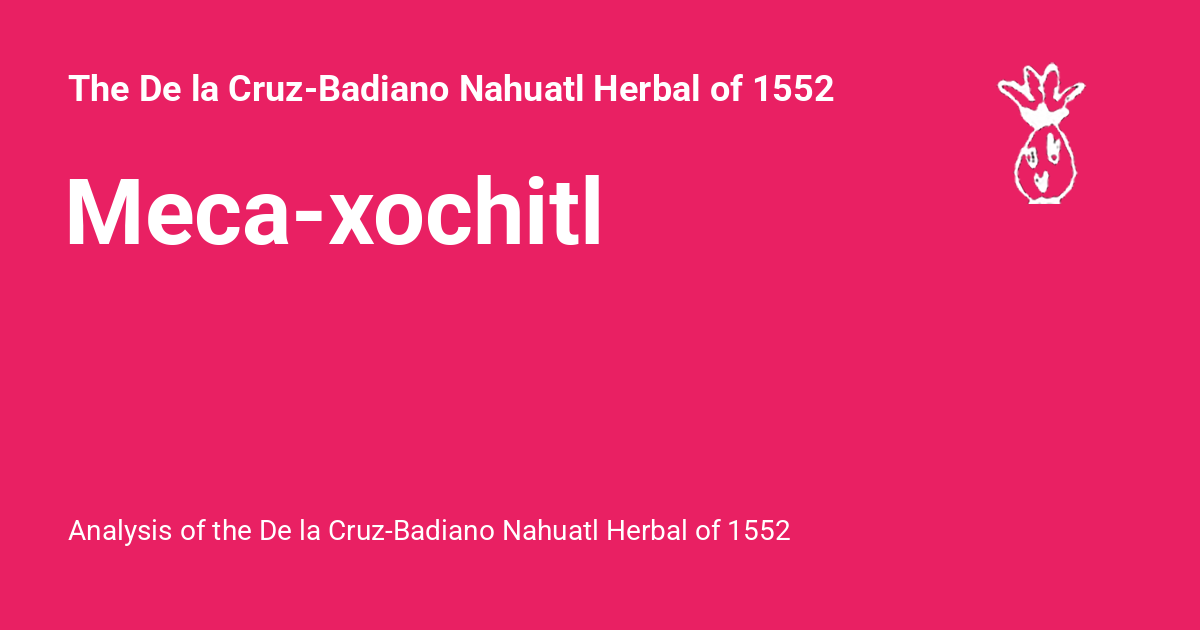 The De la Cruz-Badiano Nahuatl Herbal of 1552
Meca-xochitl
Analysis of the De la Cruz-Badiano Nahuatl Herbal of 1552